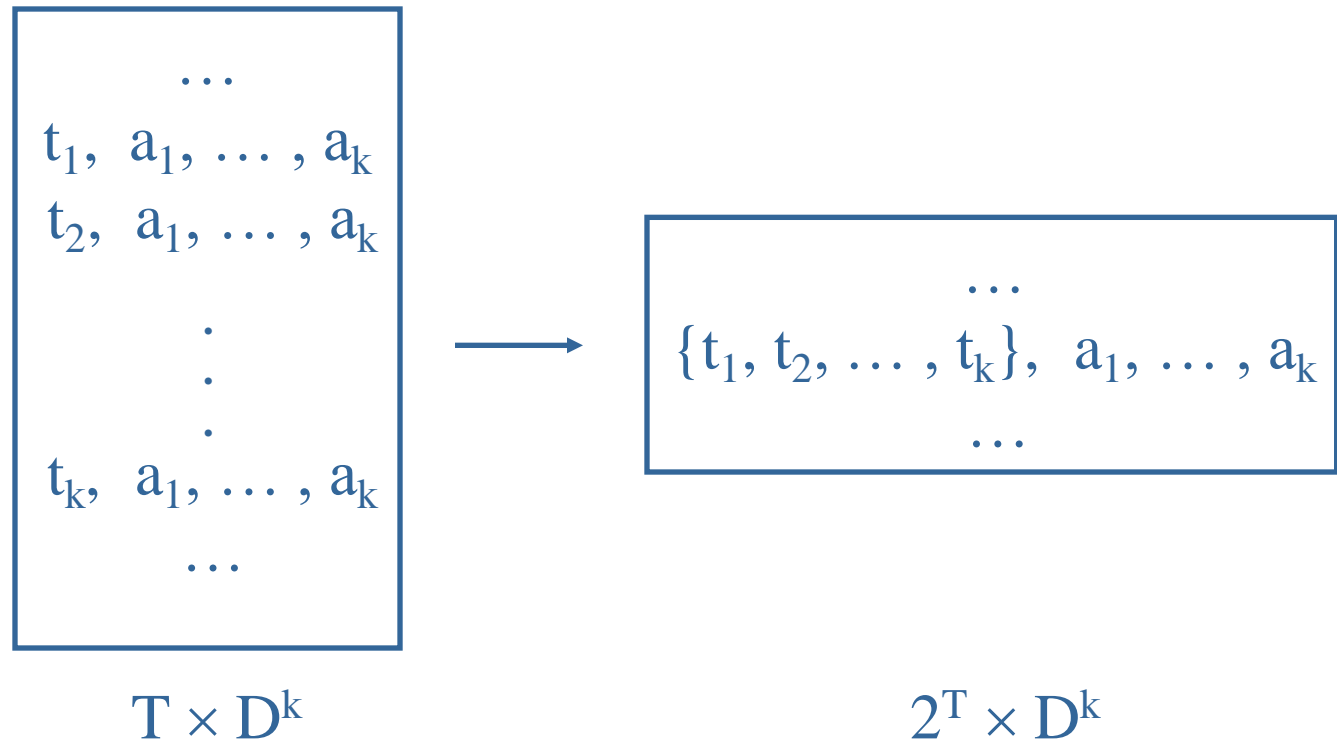 …
t₁, a₁, … , aₖ
t₂, a₁, … , aₖ
.
.
.
tₖ, a₁, … , aₖ
…
T × Dᵏ
…
{t₁, t₂, … , tₖ}, a₁, … , aₖ
…
2ᵀ × Dᵏ